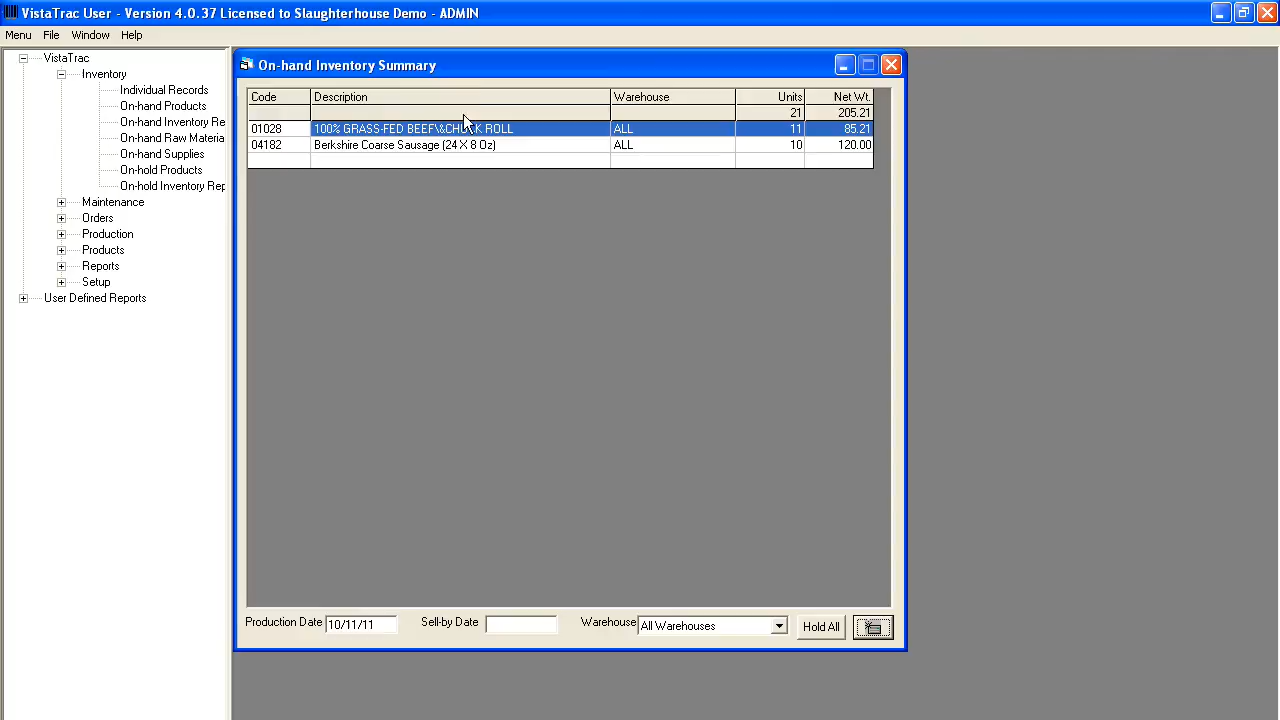 VistaTrac User - Version 4.0.37 Licensed to Slaughterhouse Demo - ADMIN
Menu File Window Help
VistaTrac
Inventory
Individual Records
On-hand Products
On-hand Inventory Re
On-hand Raw Materia
On-hand Supplies
On-hold Products
On-hold Inventory Rep
Maintenance
Orders
Production
Products
Reports
Setup
User Defined Reports
On-hand Inventory Summary
Code Description Warehouse Units Net Wt.
21 205.21
01028 100% GRASS-FED BEEF\&CHUCK ROLL ALL 11 85.21
04182 Berkshire Coarse Sausage (24 X 8 Oz) ALL 10 120.00
Production Date 10/11/11 Sell-by Date Warehouse All Warehouses Hold All